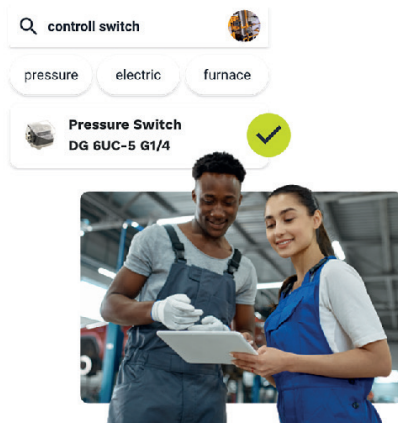 controll switch
pressure electric furnace
Pressure Switch
DG 6UC-5 G1/4